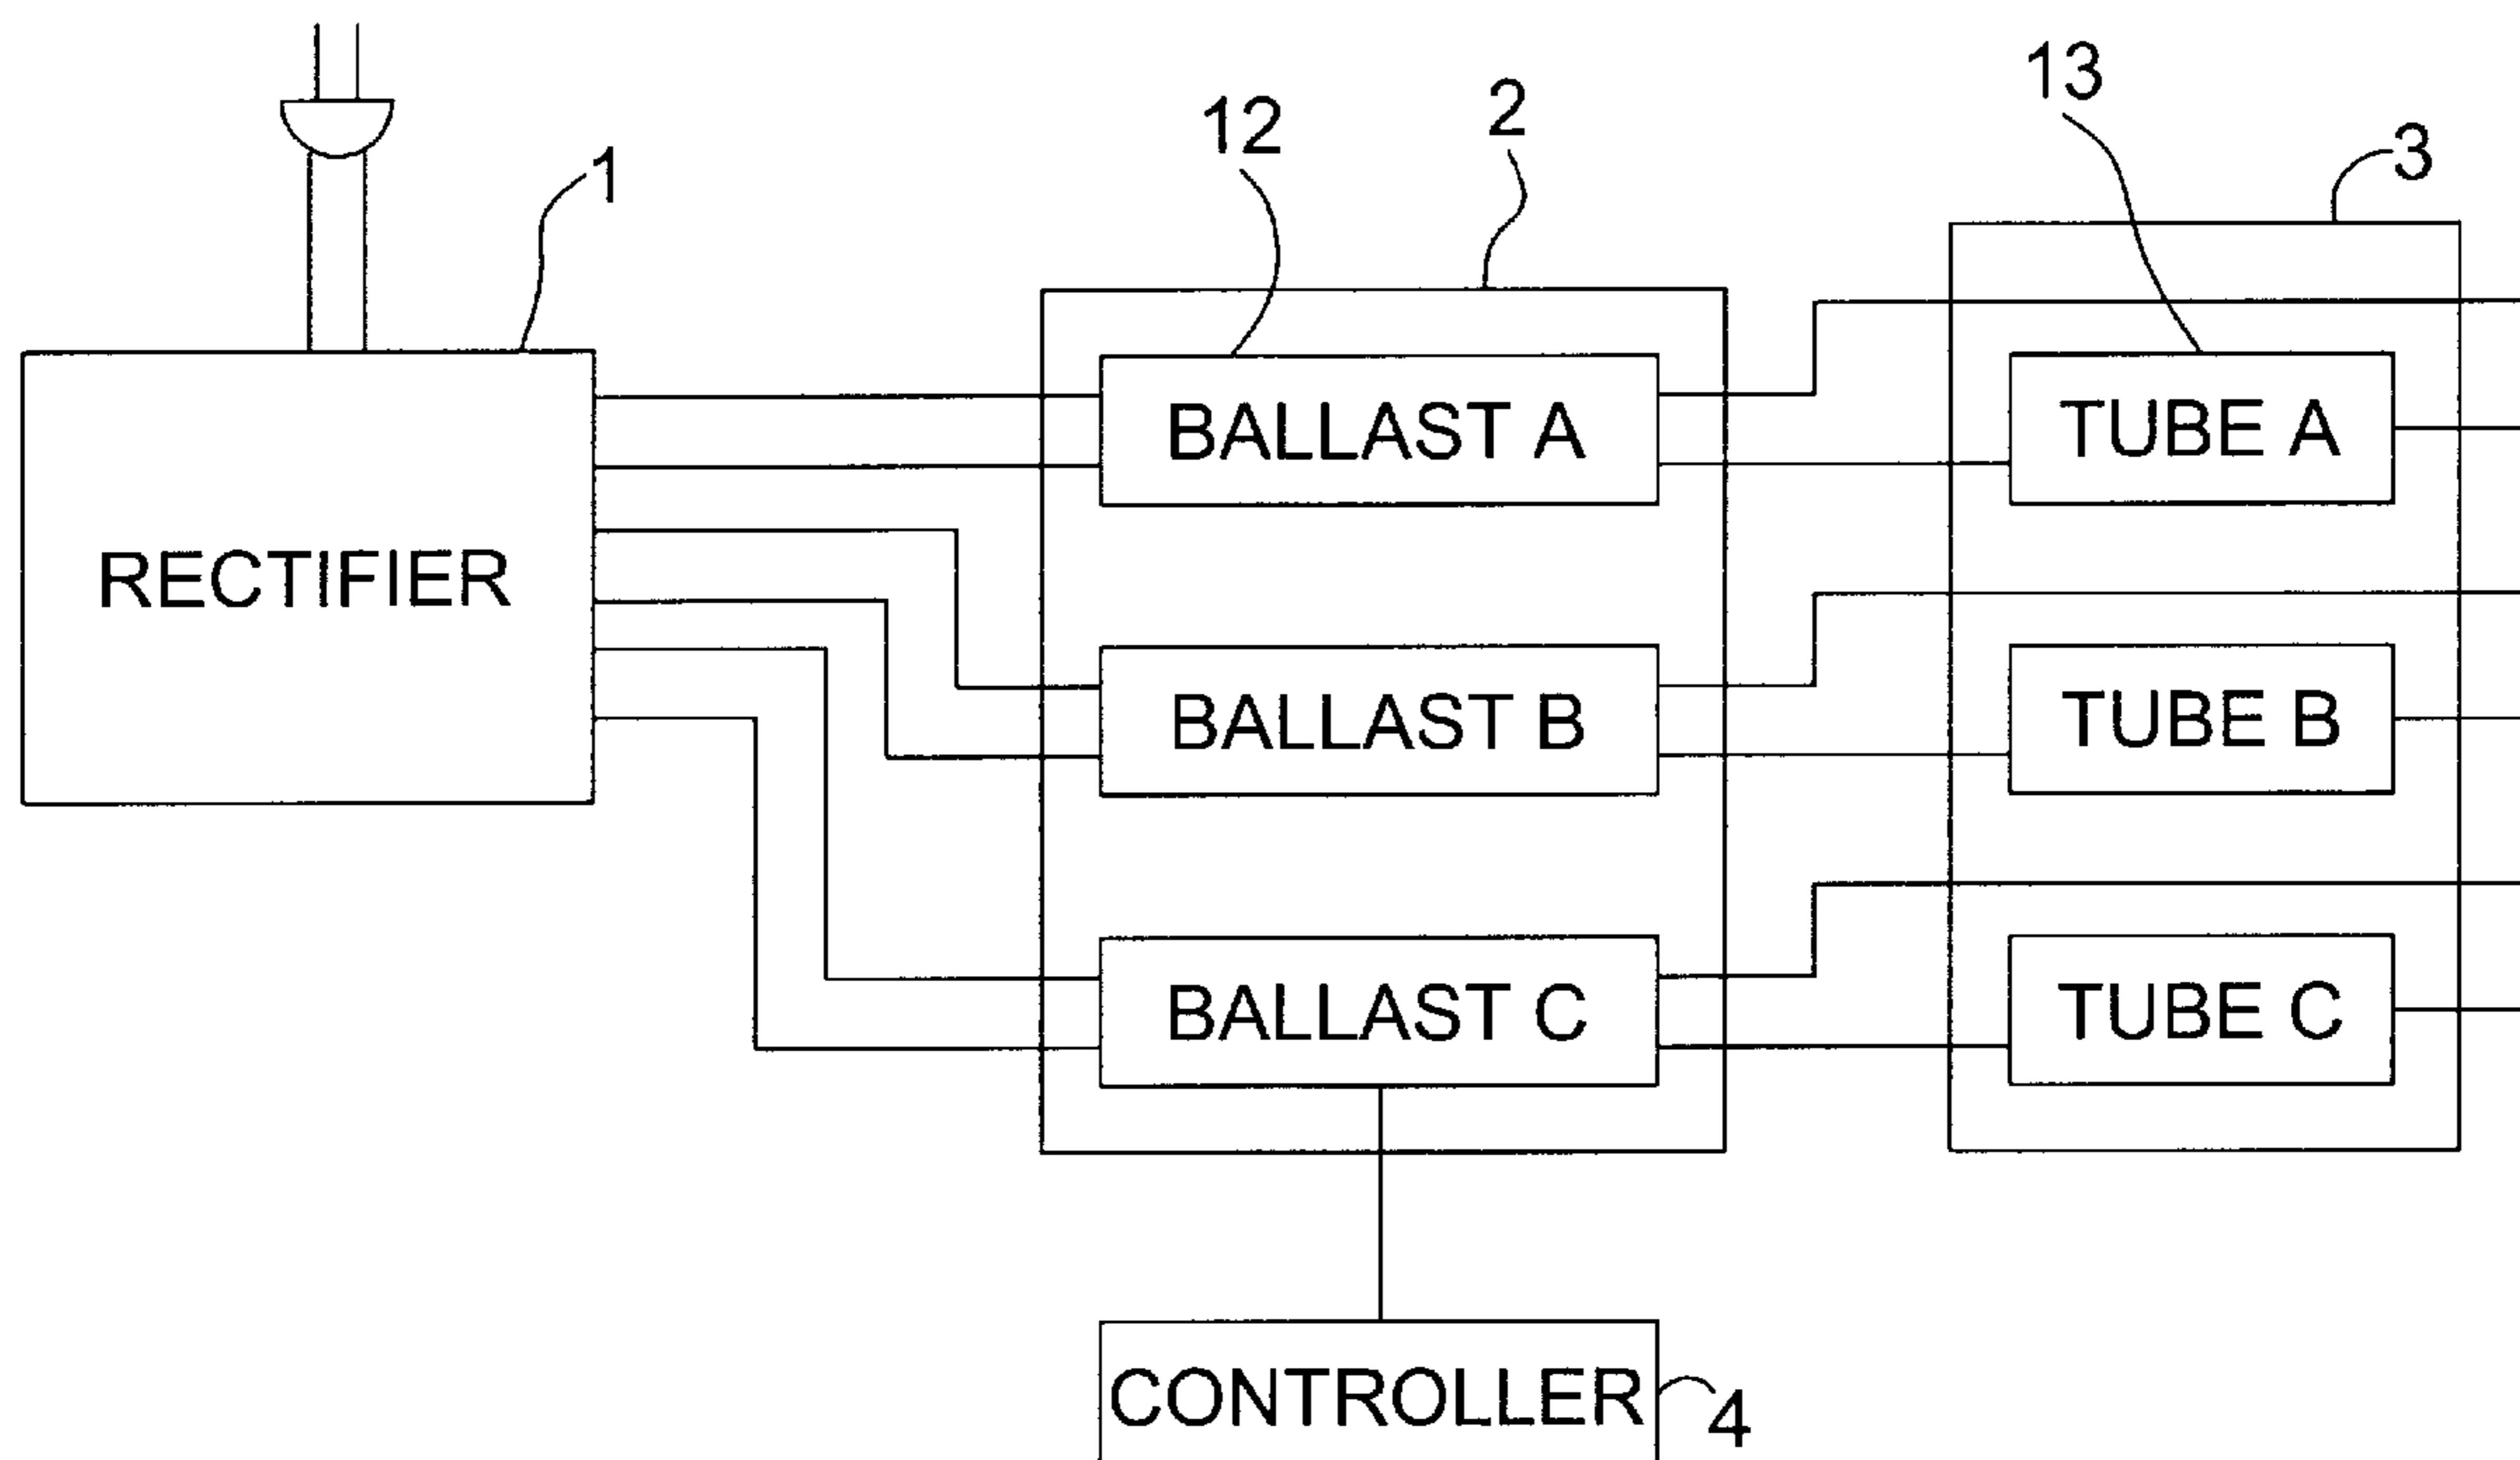 13
2
12
3
1
BALLAST A
TUBE A
RECTIFIER
BALLAST B
TUBE B
BALLAST C
TUBE C
CONTROLLER
4